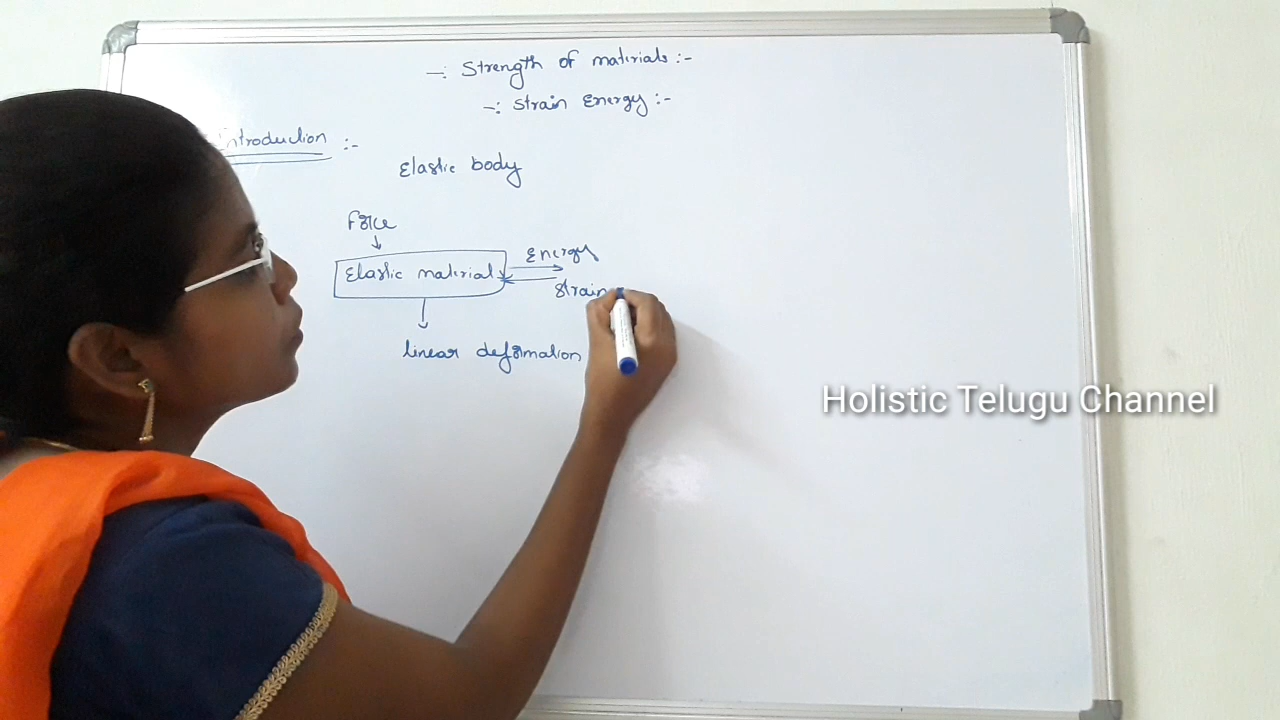 -: Strength of materials :-
-: Strain Energy :-
Introduction :-
Elastic body
Force
Elastic material
Energy
Strain
linear deformation
Holistic Telugu Channel